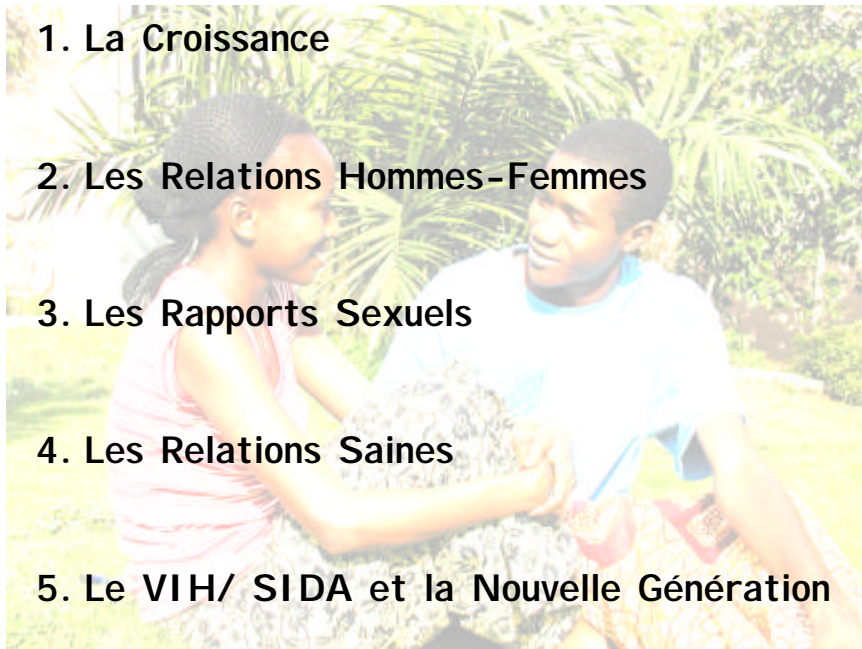 1. La Croissance
2. Les Relations Hommes-Femmes
3. Les Rapports Sexuels
4. Les Relations Saines
5. Le VIH/ SIDA et la Nouvelle Génération